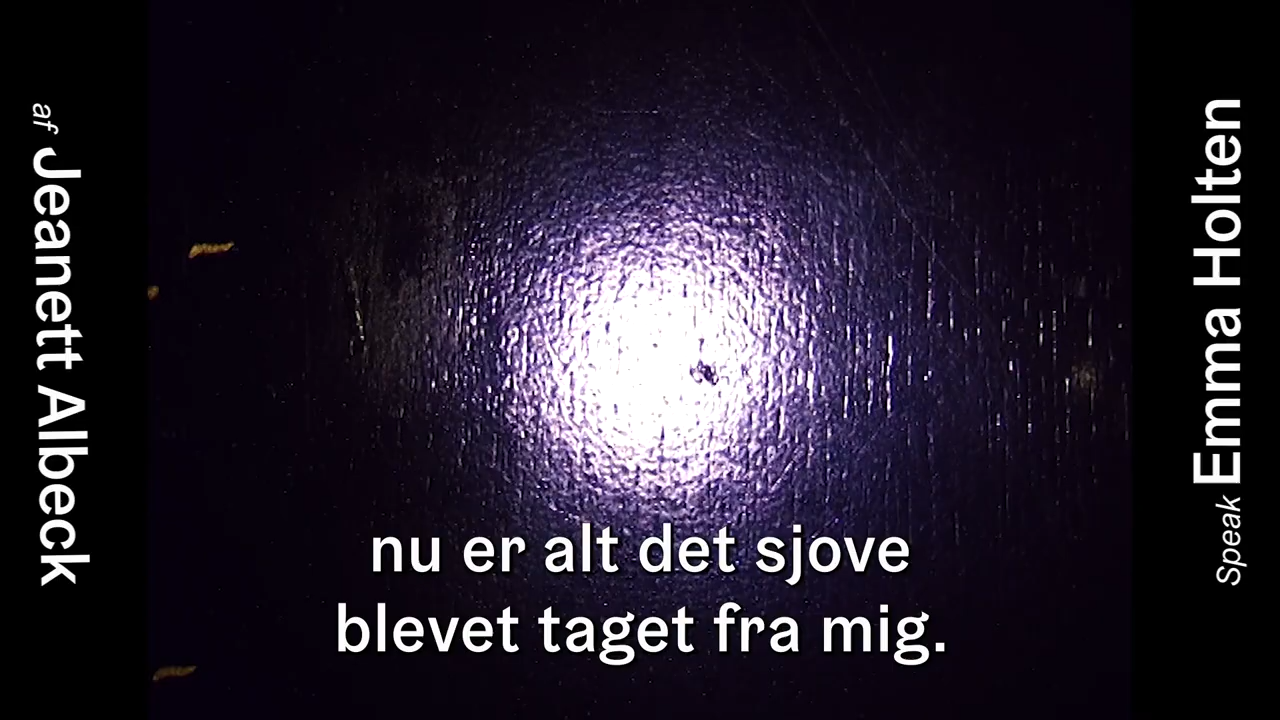 af Jeanett Albeck
nu er alt det sjove
blevet taget fra mig.
Speak Emma Holten